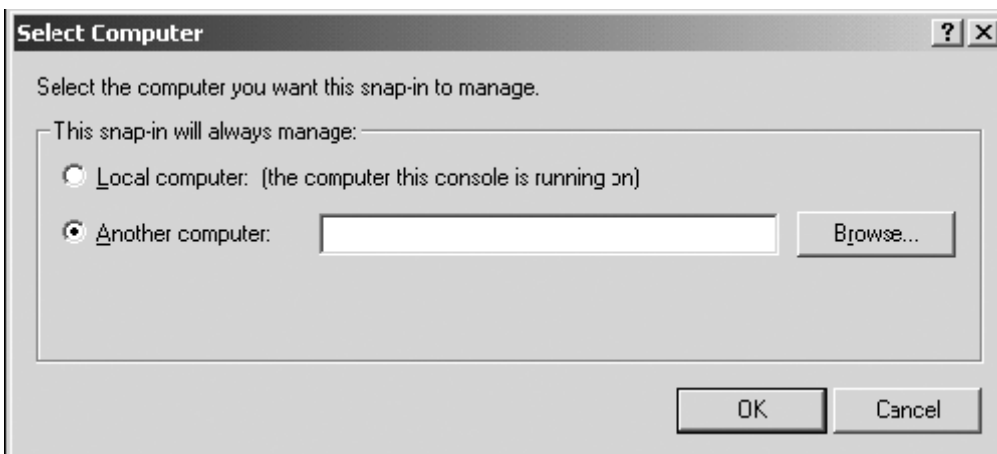 Select Computer
Select the computer you want this snap-in to manage.
This snap-in will always manage:
Local computer: (the computer this console is running on)
Another computer:
Browse...
OK
Cancel